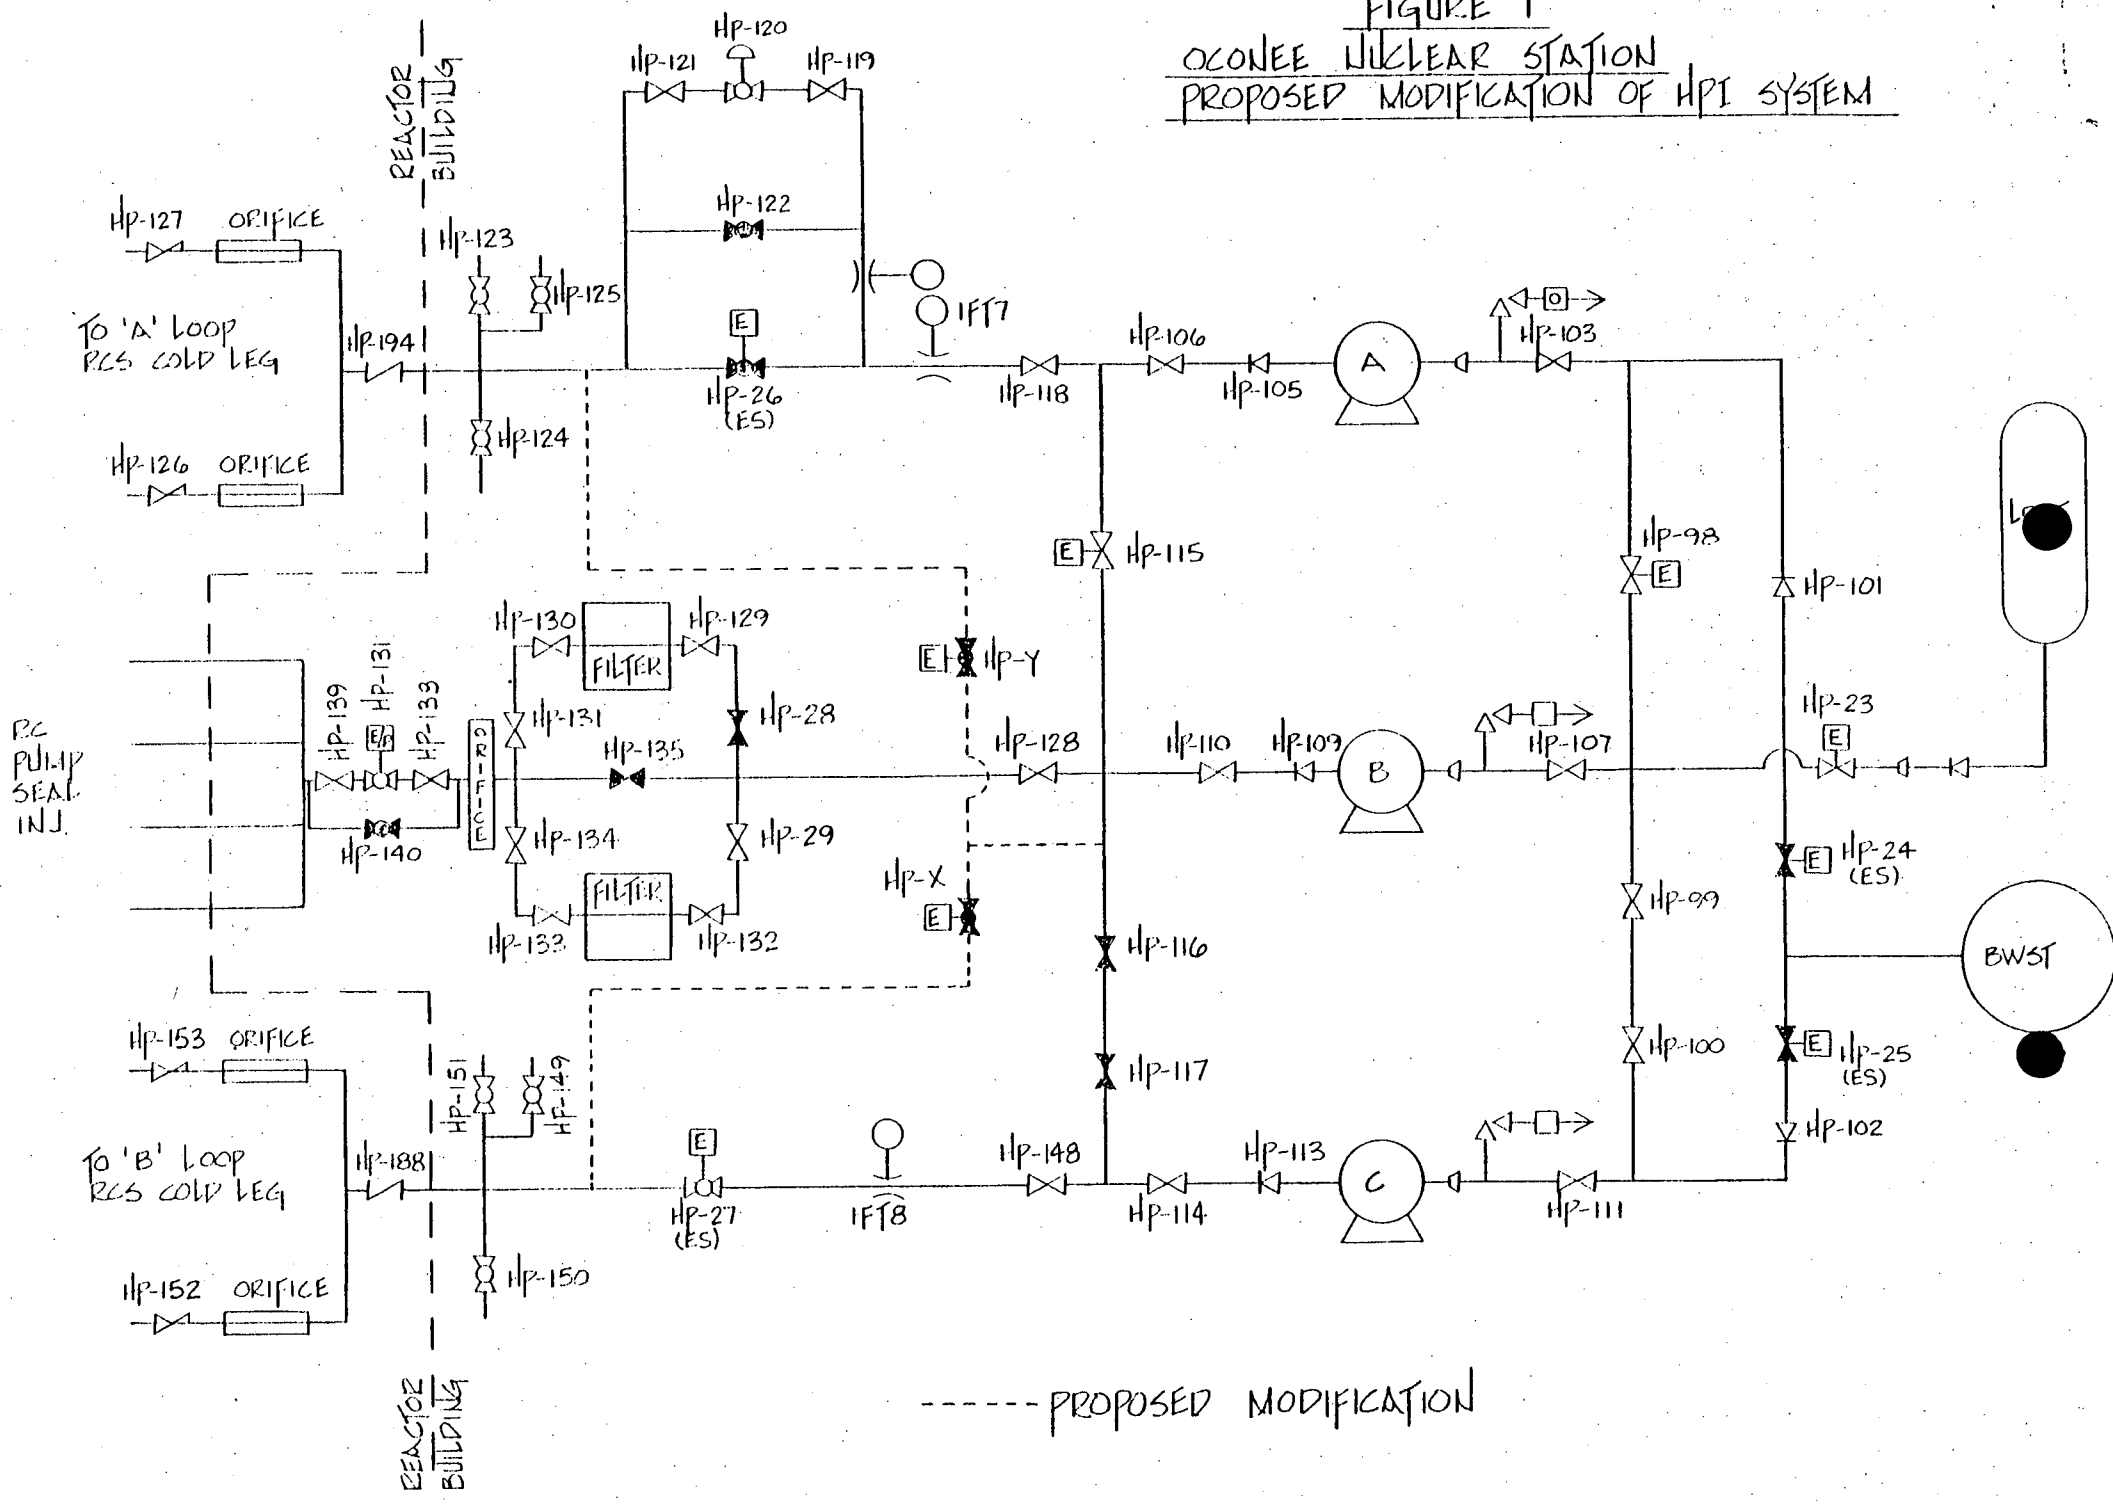 FIGURE 1
OCONEE NUCLEAR STATION
PROPOSED MODIFICATION OF HPI SYSTEM
REACTOR
BUILDING
HP-120
HP-121
HP-119
HP-122
HP-127 ORIFICE
HP-123
HP-125
TO 'A' LOOP
RCS COLD LEG
HP-194
E
HP-26
(ES)
1FT7
HP-118
HP-106
HP-105
A
HP-103
HP-126 ORIFICE
HP-124
E
HP-115
HP-98
E
HP-101
HP-130
FILTER
HP-129
E
HP-Y
RC
PUMP
SEAL
INJ.
HP-139
HP-131
HP-133
ORIFICE
HP-131
HP-28
HP-135
HP-128
HP-110
HP-109
B
HP-107
HP-23
E
HP-140
HP-134
HP-29
E
HP-24
(ES)
HP-X
E
FILTER
HP-133
HP-132
HP-99
HP-116
BWST
HP-153 ORIFICE
HP-151
HP-149
HP-117
HP-100
E
HP-25
(ES)
HP-102
TO 'B' LOOP
RCS COLD LEG
HP-188
E
HP-27
(ES)
1FT8
HP-148
HP-114
HP-113
C
HP-111
HP-152 ORIFICE
HP-150
REACTOR
BUILDING
PROPOSED MODIFICATION